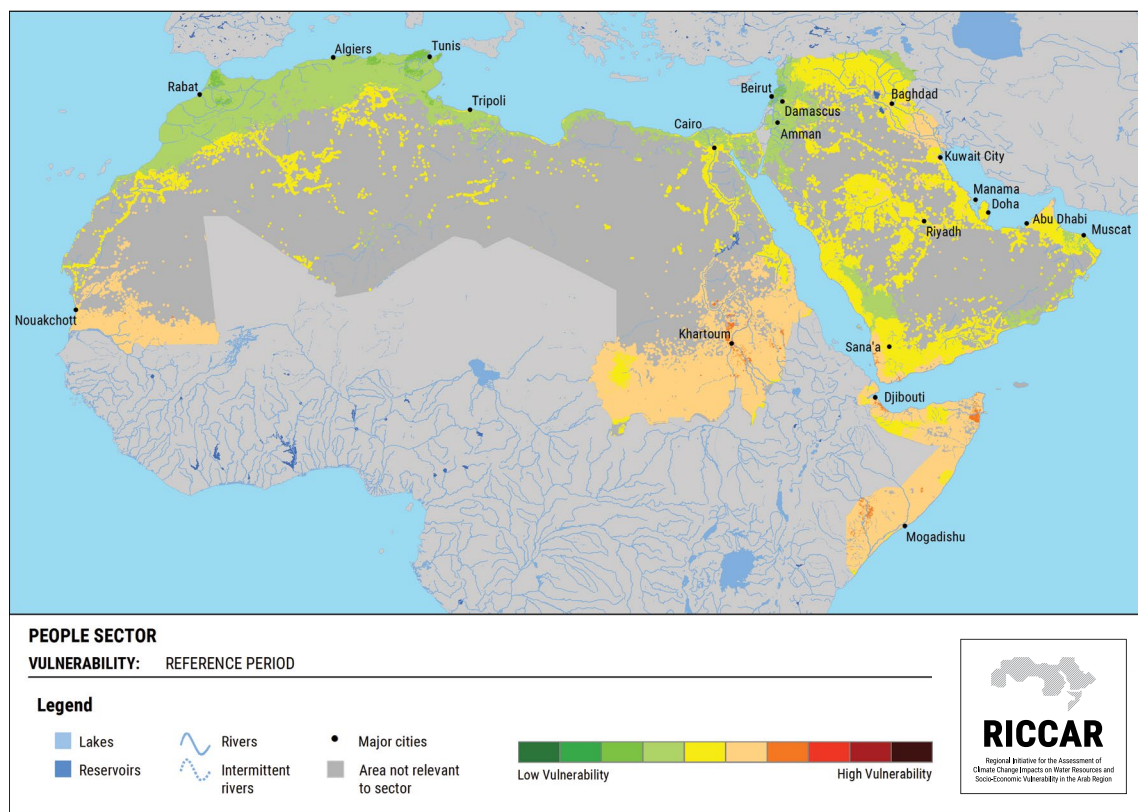 Algiers
Tunis
Rabat
Tripoli
Beirut
Baghdad
Damascus
Cairo
Amman
Kuwait City
Manama
Doha
Abu Dhabi
Riyadh
Muscat
Nouakchott
Khartoum
Sana'a
Djibouti
Mogadishu
PEOPLE SECTOR
VULNERABILITY: REFERENCE PERIOD
Legend
Lakes
Rivers
Major cities
Reservoirs
Intermittent
rivers
Area not relevant
to sector
Low Vulnerability
High Vulnerability
RICCAR
Regional Initiative for the Assessment of
Climate Change Impacts on Water Resources and
Socio-Economic Vulnerability in the Arab Region